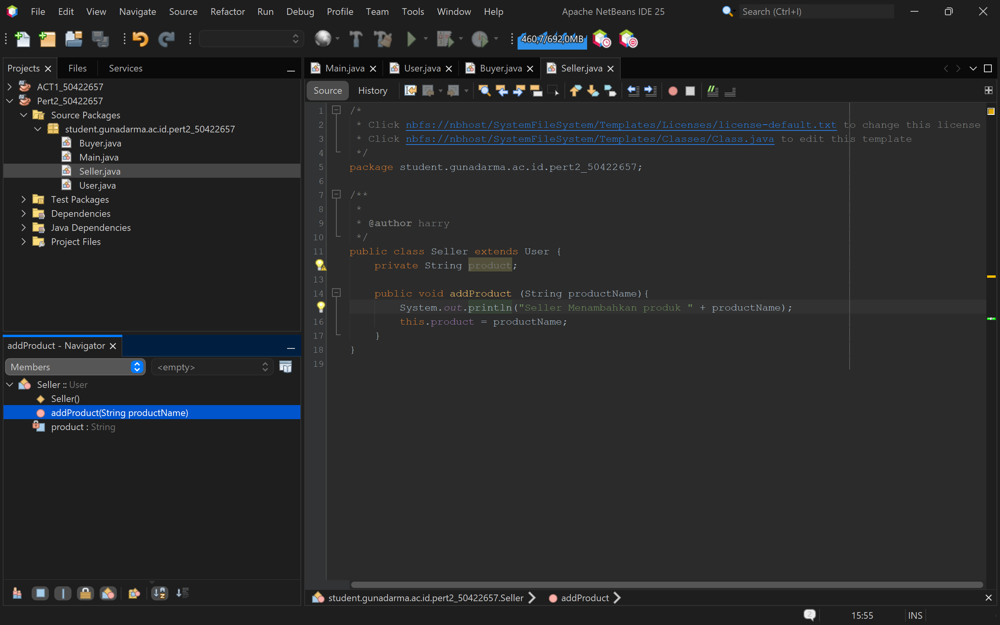 File Edit View Navigate Source Refactor Run Debug Profile Team Tools Window Help Apache NetBeans IDE 25 Search (Ctrl+I)
460,7/692,0MB
Projects Files Services
ACT1_50422657
Pert2_50422657
Source Packages
student.gunadarma.ac.id.pert2_50422657
Buyer.java
Main.java
Seller.java
User.java
Test Packages
Dependencies
Java Dependencies
Project Files
addProduct - Navigator
Members <empty>
Seller :: User
Seller()
addProduct(String productName)
product : String
Main.java User.java Buyer.java Seller.java
Source History
1 /*
2 * Click nbfs://nbhost/SystemFileSystem/Templates/Licenses/license-default.txt to change this license
3 * Click nbfs://nbhost/SystemFileSystem/Templates/Classes/Class.java to edit this template
4 */
5 package student.gunadarma.ac.id.pert2_50422657;
6
7 /**
8 *
9 * @author harry
10 */
11 public class Seller extends User {
private String product;
13
14 public void addProduct (String productName){
System.out.println("Seller Menambahkan produk " + productName);
16 this.product = productName;
17 }
18 }
19
student.gunadarma.ac.id.pert2_50422657.Seller addProduct
2 15:55 INS